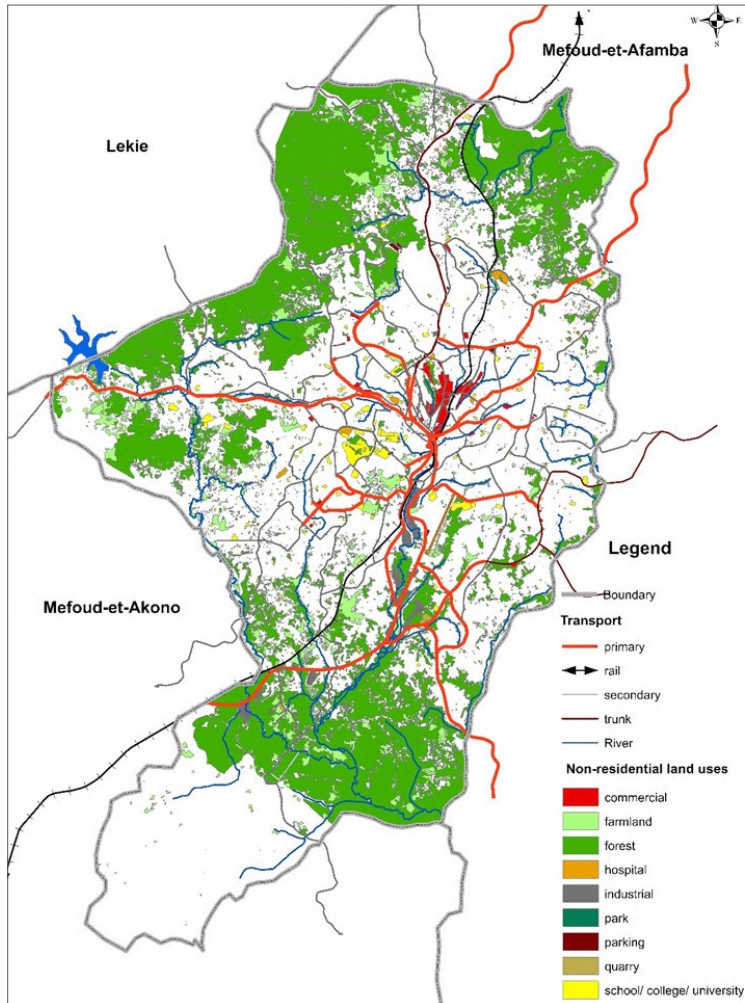 N
W E
S
Mefoud-et-Afamba
Lekie
Legend
Mefoud-et-Akono
Boundary
Transport
primary
rail
secondary
trunk
River
Non-residential land uses
commercial
farmland
forest
hospital
industrial
park
parking
quarry
school/ college/ university